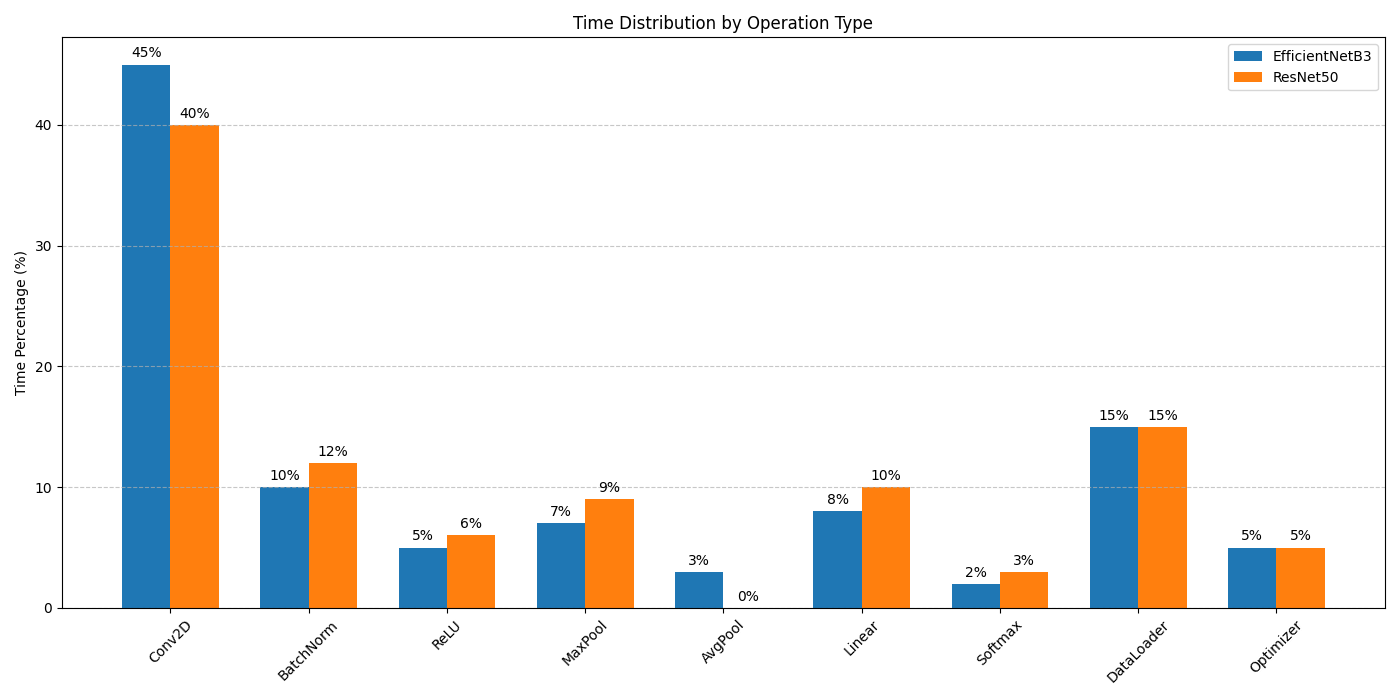 Time Distribution by Operation Type
EfficientNetB3
ResNet50
Time Percentage (%)
40
30
20
10
0
45%
40%
10%
12%
5%
6%
7%
9%
3%
0%
8%
10%
2%
3%
15%
15%
5%
5%
Conv2D
BatchNorm
ReLU
MaxPool
AvgPool
Linear
Softmax
DataLoader
Optimizer